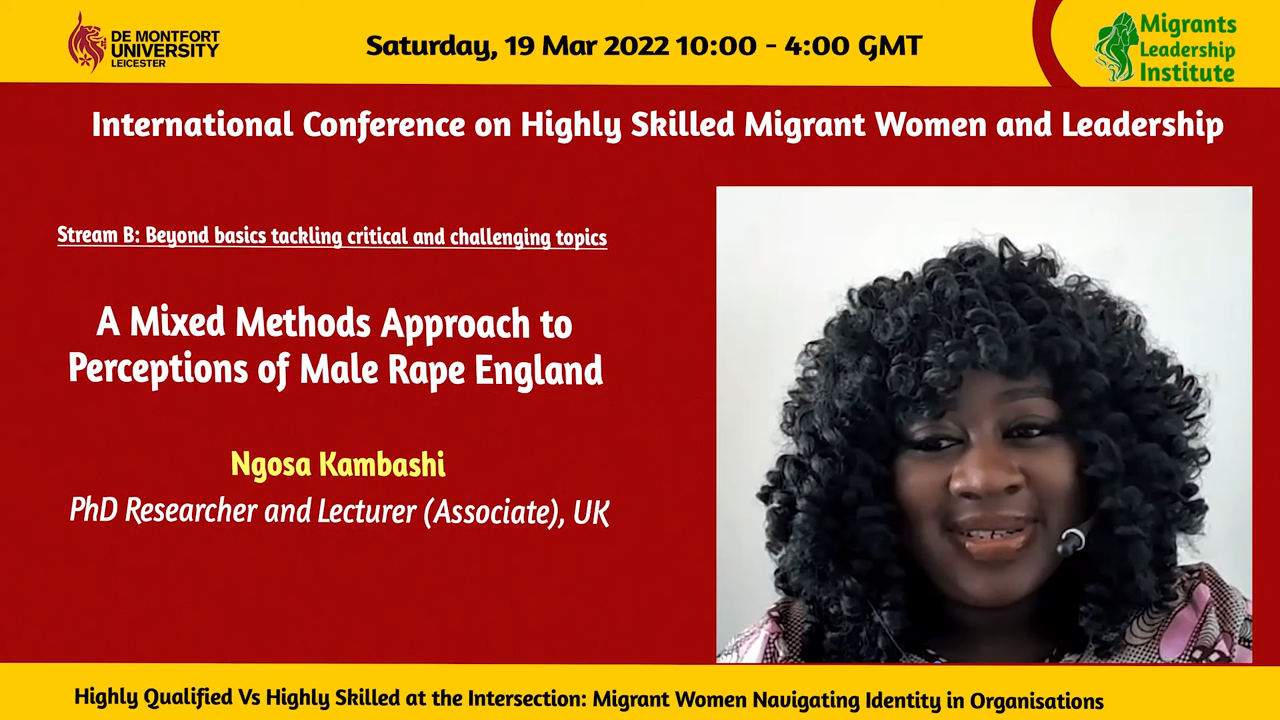 DE MONTFORT
UNIVERSITY
LEICESTER
Saturday, 19 Mar 2022 10:00 - 4:00 GMT
Migrants
Leadership
Institute
International Conference on Highly Skilled Migrant Women and Leadership
Stream B: Beyond basics tackling critical and challenging topics
A Mixed Methods Approach to
Perceptions of Male Rape England
Ngosa Kambashi
PhD Researcher and Lecturer (Associate), UK
Highly Qualified Vs Highly Skilled at the Intersection: Migrant Women Navigating Identity in Organisations